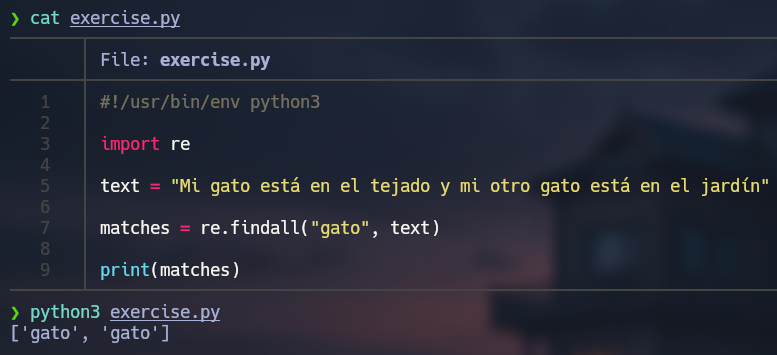 ❯ cat exercise.py
File: exercise.py
1 #!/usr/bin/env python3
2
3 import re
4
5 text = "Mi gato está en el tejado y mi otro gato está en el jardín"
6
7 matches = re.findall("gato", text)
8
9 print(matches)
❯ python3 exercise.py
['gato', 'gato']